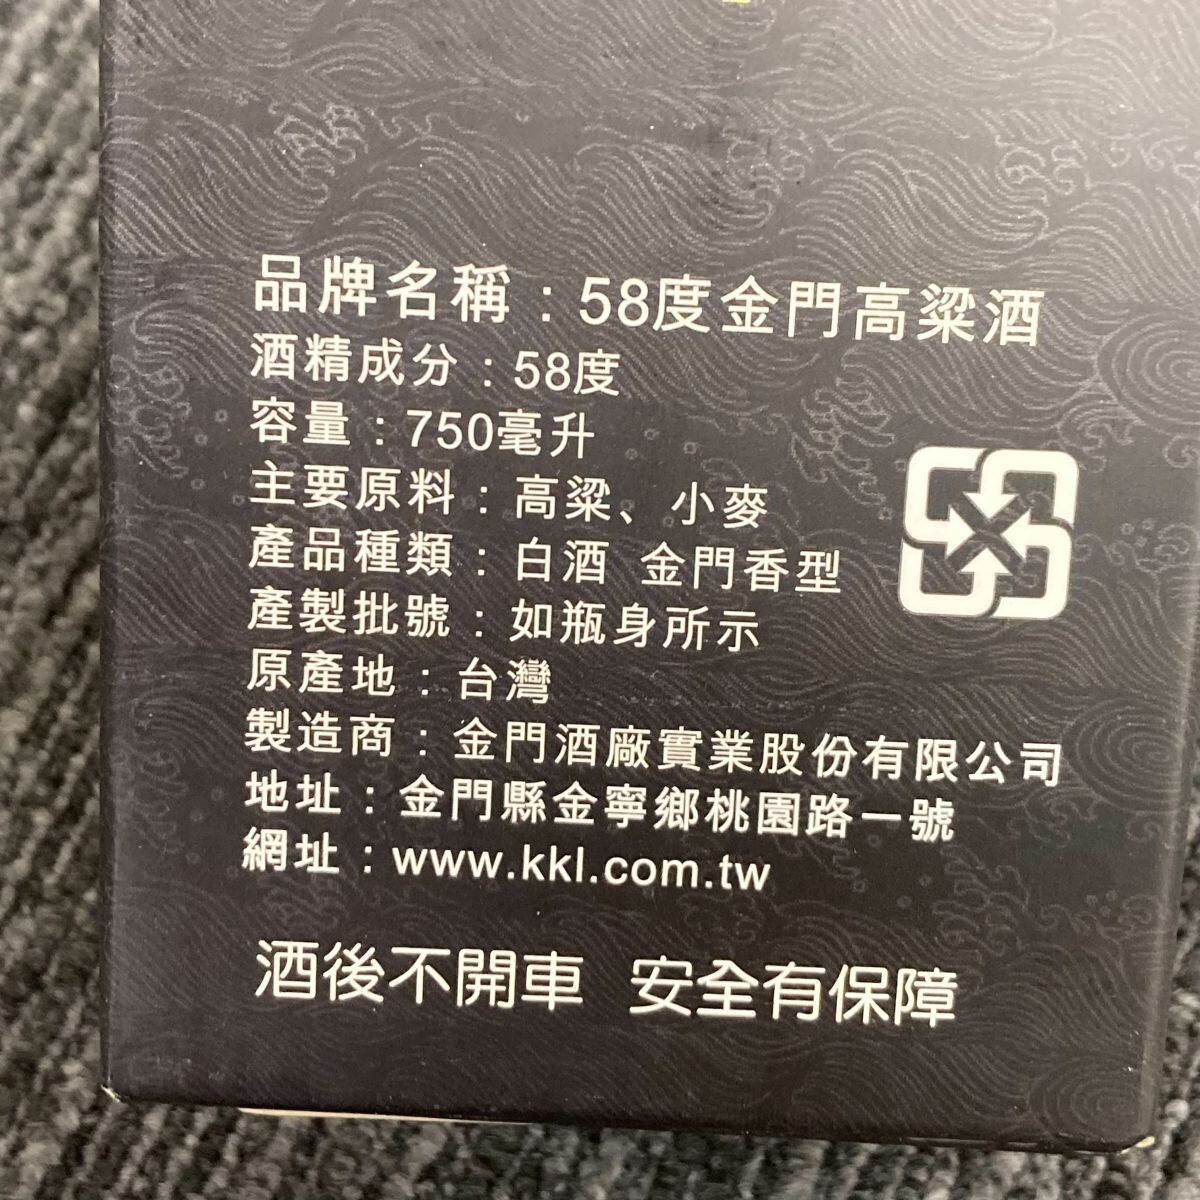 品牌名稱：58度金門高粱酒
酒精成分：58度
容量：750毫升
主要原料：高粱、小麥
產品種類：白酒 金門香型
產製批號：如瓶身所示
原產地：台灣
製造商：金門酒廠實業股份有限公司
地址：金門縣金寧鄉桃園路一號
網址：www.kkl.com.tw
酒後不開車 安全有保障